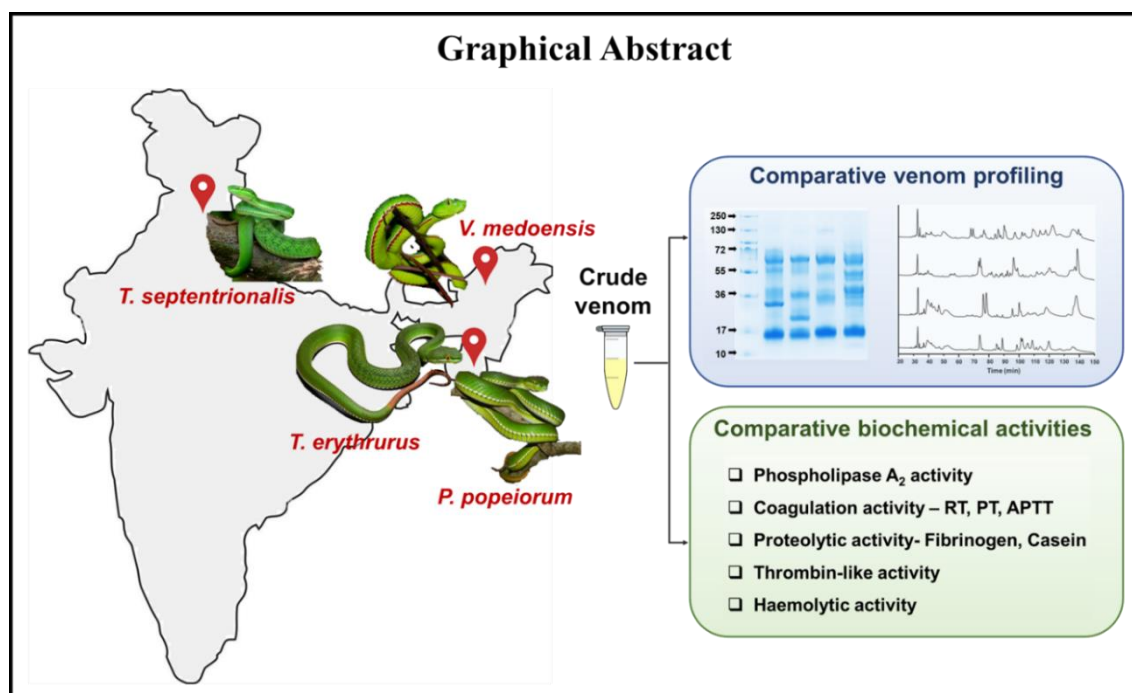 Graphical Abstract
V. medoensis
T. septentrionalis
T. erythrurus
P. popeiorum
Crude
venom
Comparative venom profiling
250
130
72
55
36
17
10
20 30 40 50 60 70 80 90 100 110 120 130 140 150
Time (min)
Comparative biochemical activities
Phospholipase A₂ activity
Coagulation activity – RT, PT, APTT
Proteolytic activity- Fibrinogen, Casein
Thrombin-like activity
Haemolytic activity